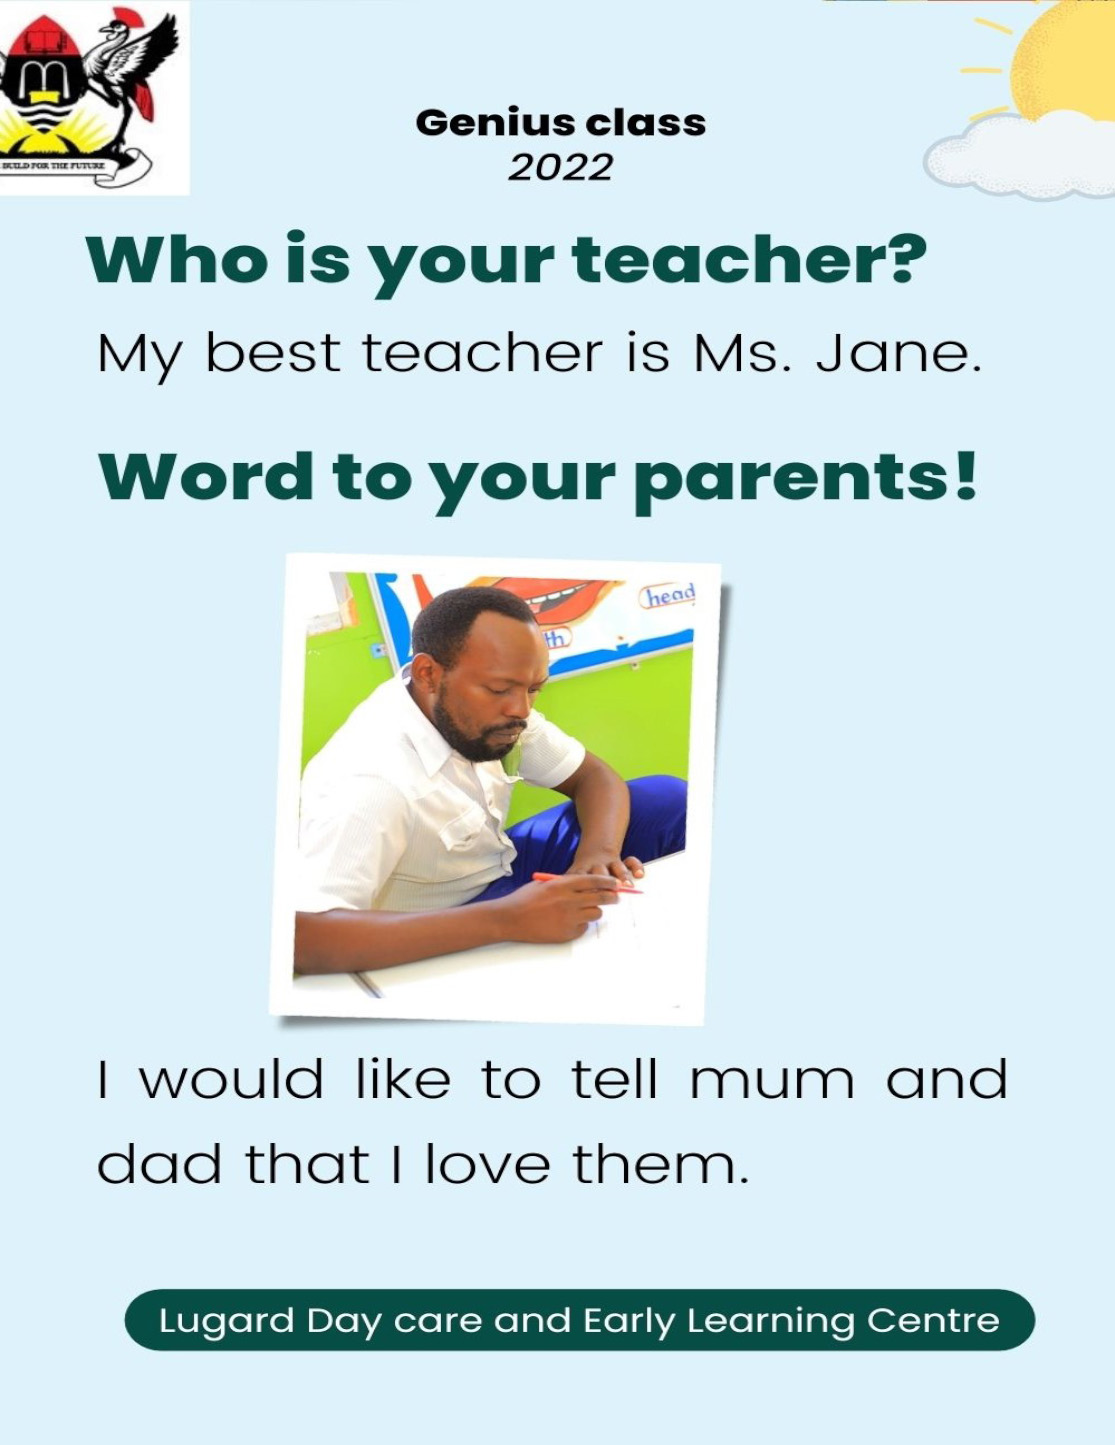 BUILD FOR THE FUTURE
Genius class
2022
Who is your teacher?
My best teacher is Ms. Jane.
Word to your parents!
head
th
I would like to tell mum and
dad that I love them.
Lugard Day care and Early Learning Centre